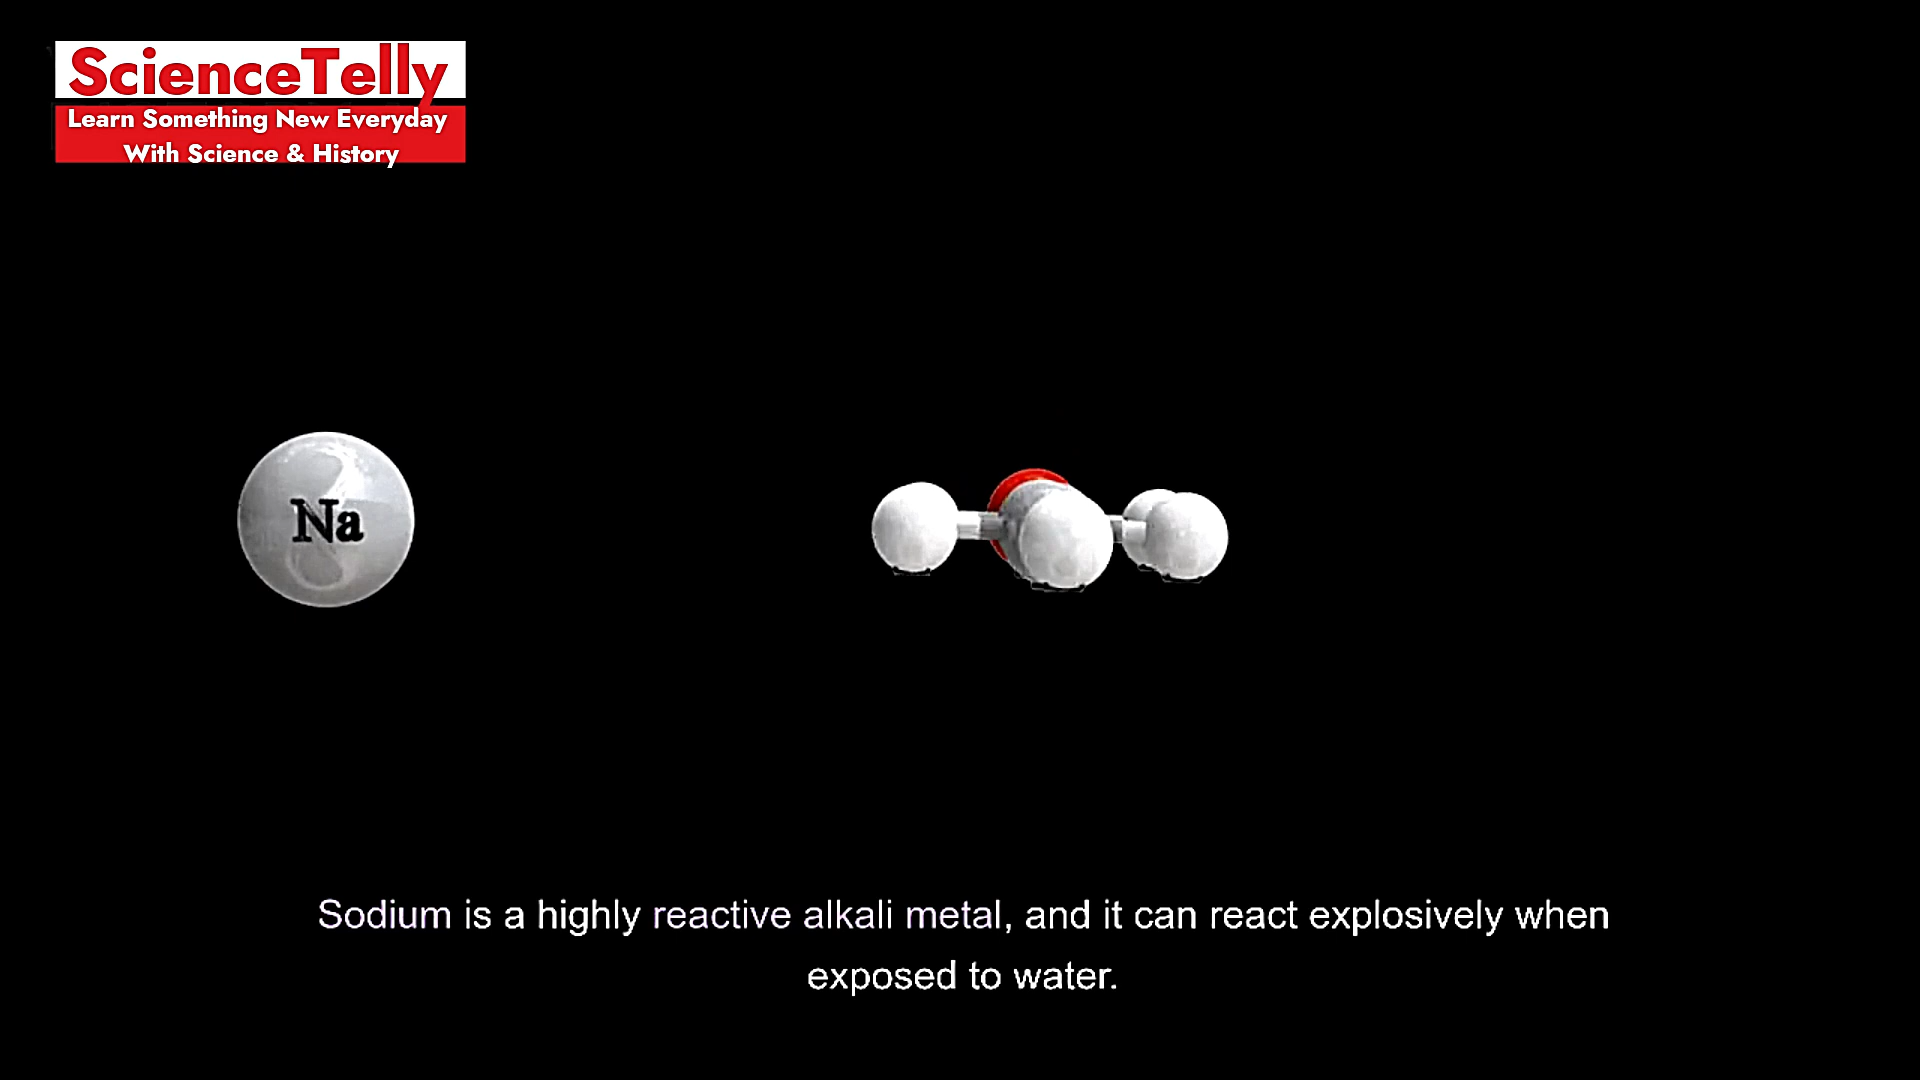 ScienceTelly
Learn Something New Everyday
With Science & History
Na
Sodium is a highly reactive alkali metal, and it can react explosively when
exposed to water.